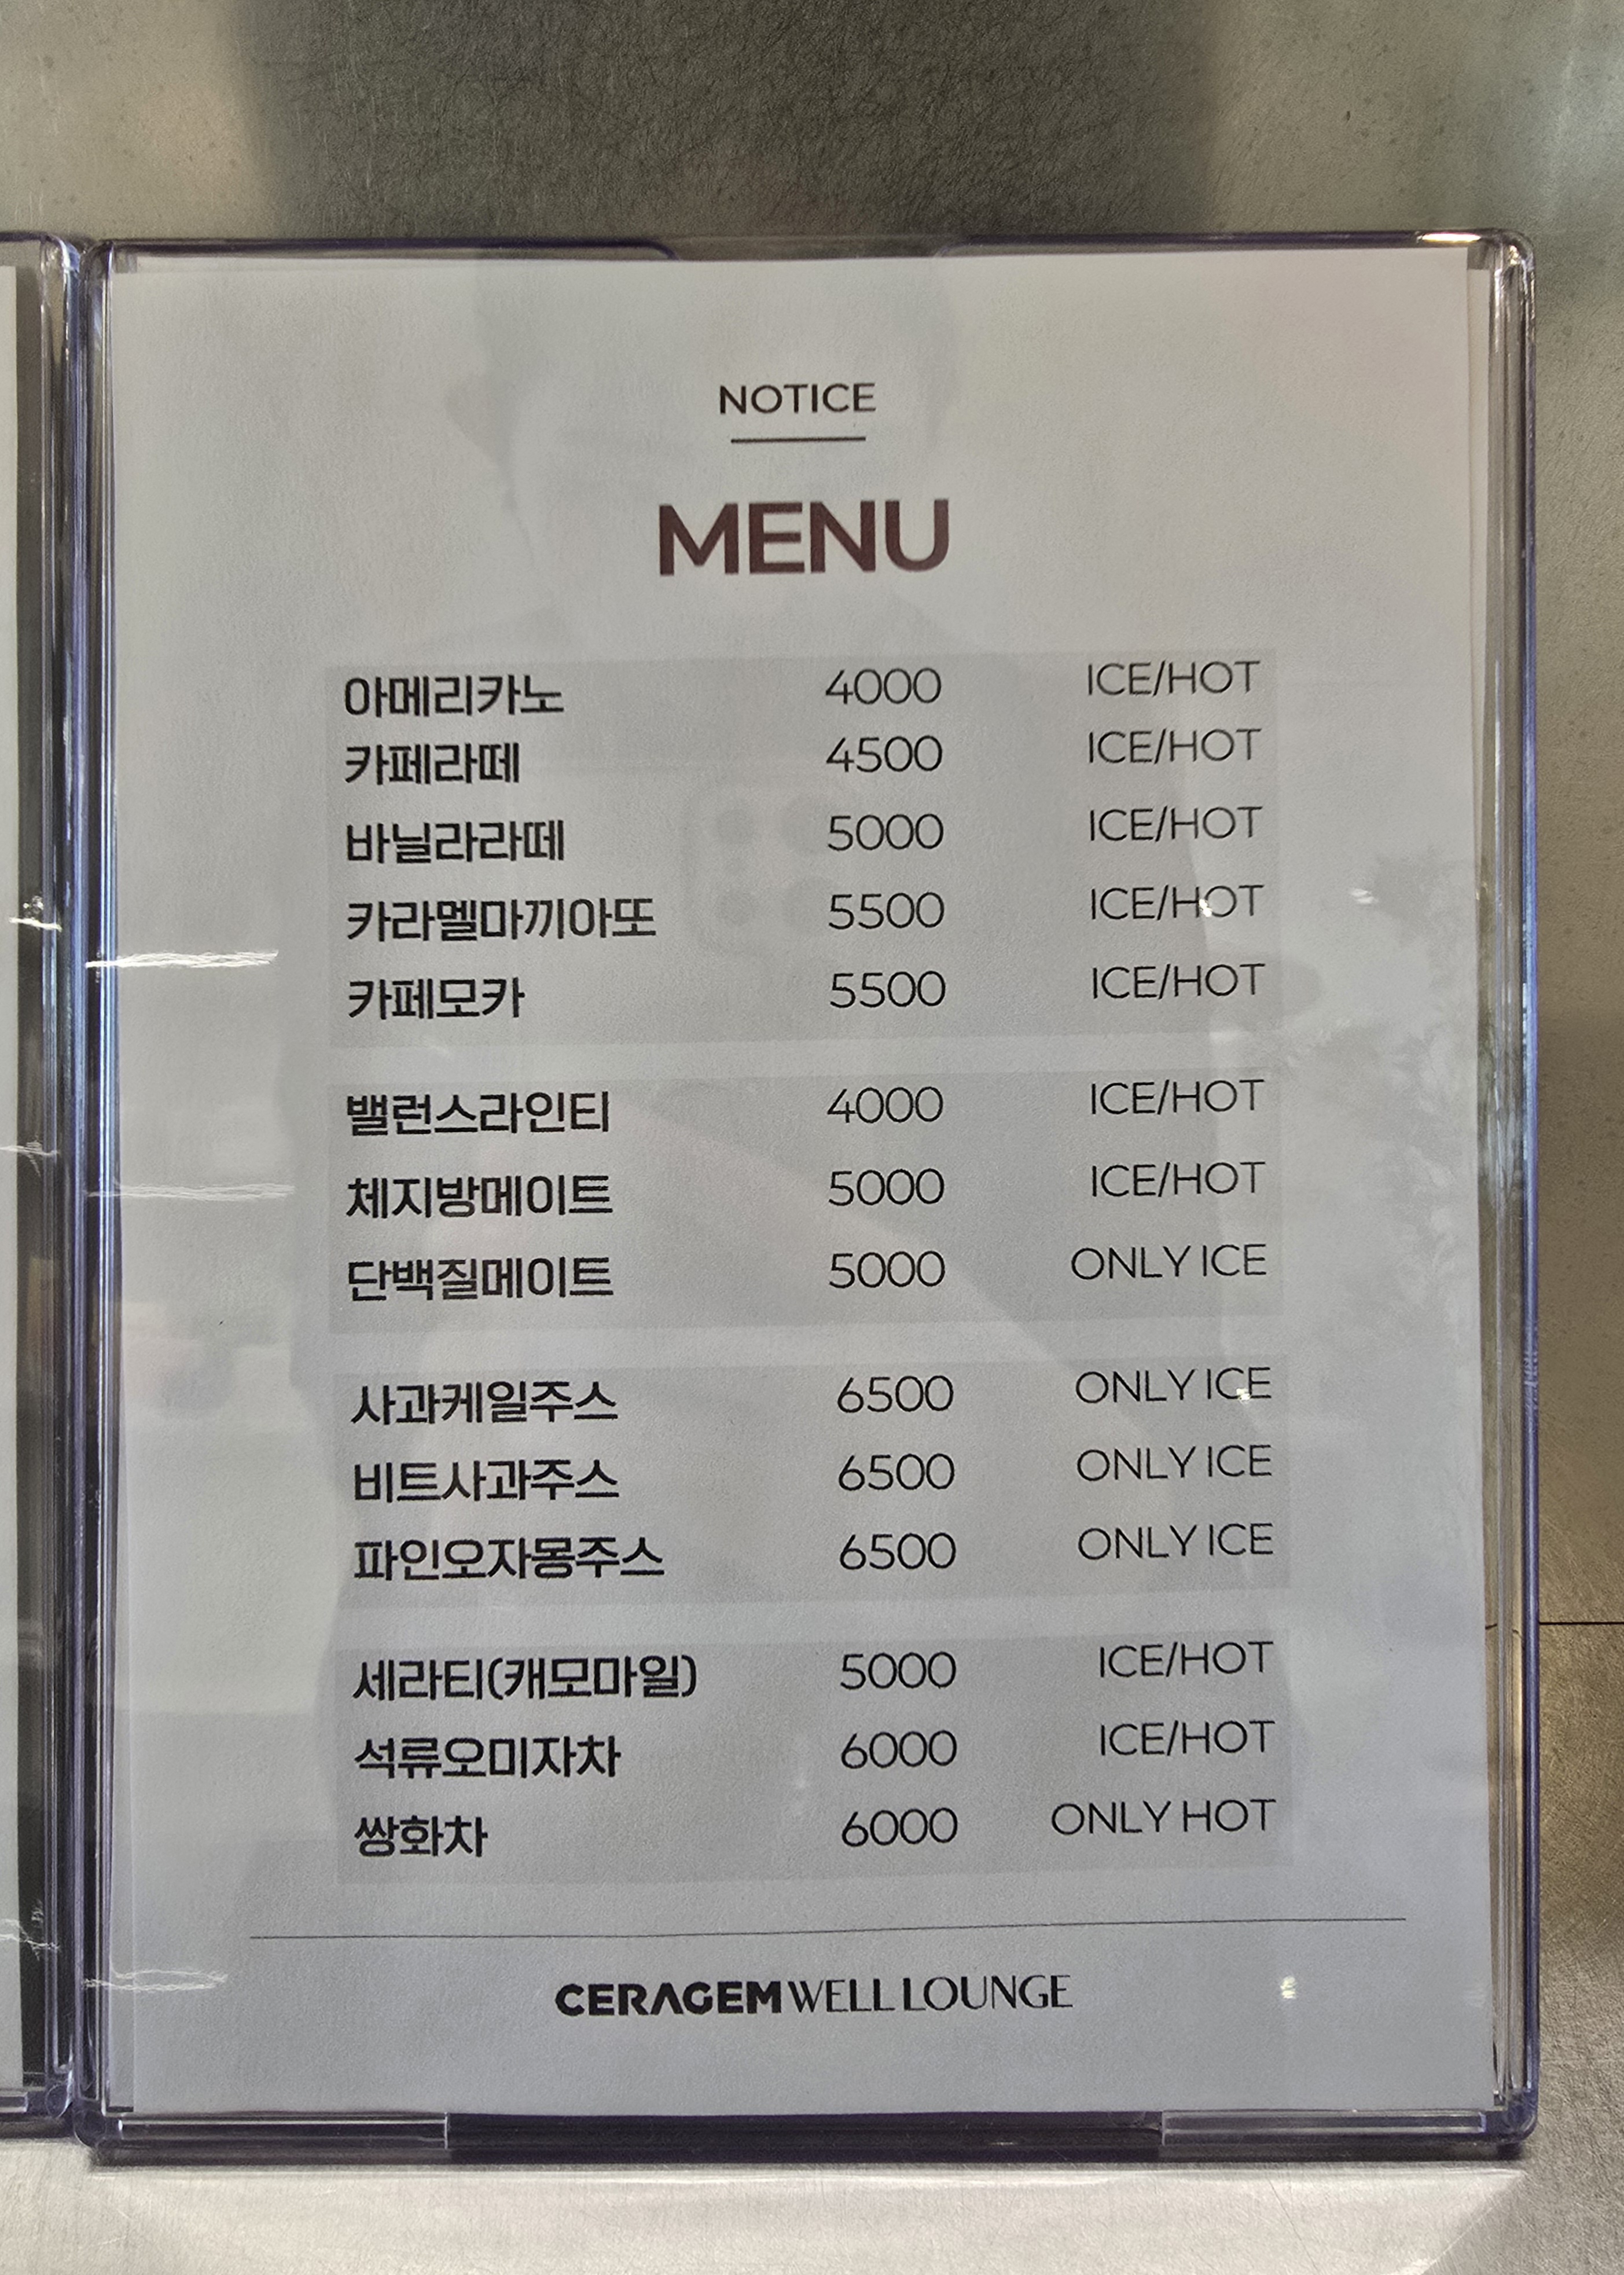 NOTICE
MENU
아메리카노 4000 ICE/HOT
카페라떼 4500 ICE/HOT
바닐라라떼 5000 ICE/HOT
카라멜마끼아또 5500 ICE/HOT
카페모카 5500 ICE/HOT
밸런스라인티 4000 ICE/HOT
체지방메이트 5000 ICE/HOT
단백질메이트 5000 ONLY ICE
사과케일주스 6500 ONLY ICE
비트사과주스 6500 ONLY ICE
파인오자몽주스 6500 ONLY ICE
세라티(캐모마일) 5000 ICE/HOT
석류오미자차 6000 ICE/HOT
쌍화차 6000 ONLY HOT
CERAGEM WELL LOUNGE